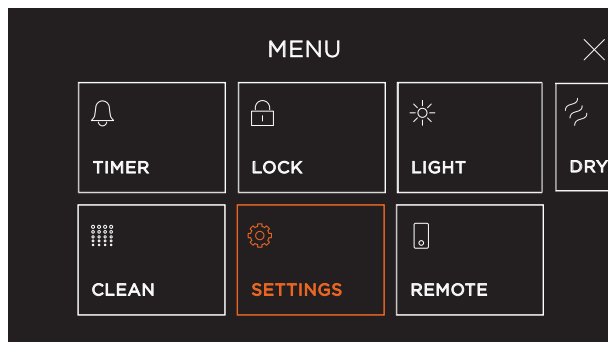 MENU
TIMER
LOCK
LIGHT
DRY
CLEAN
SETTINGS
REMOTE